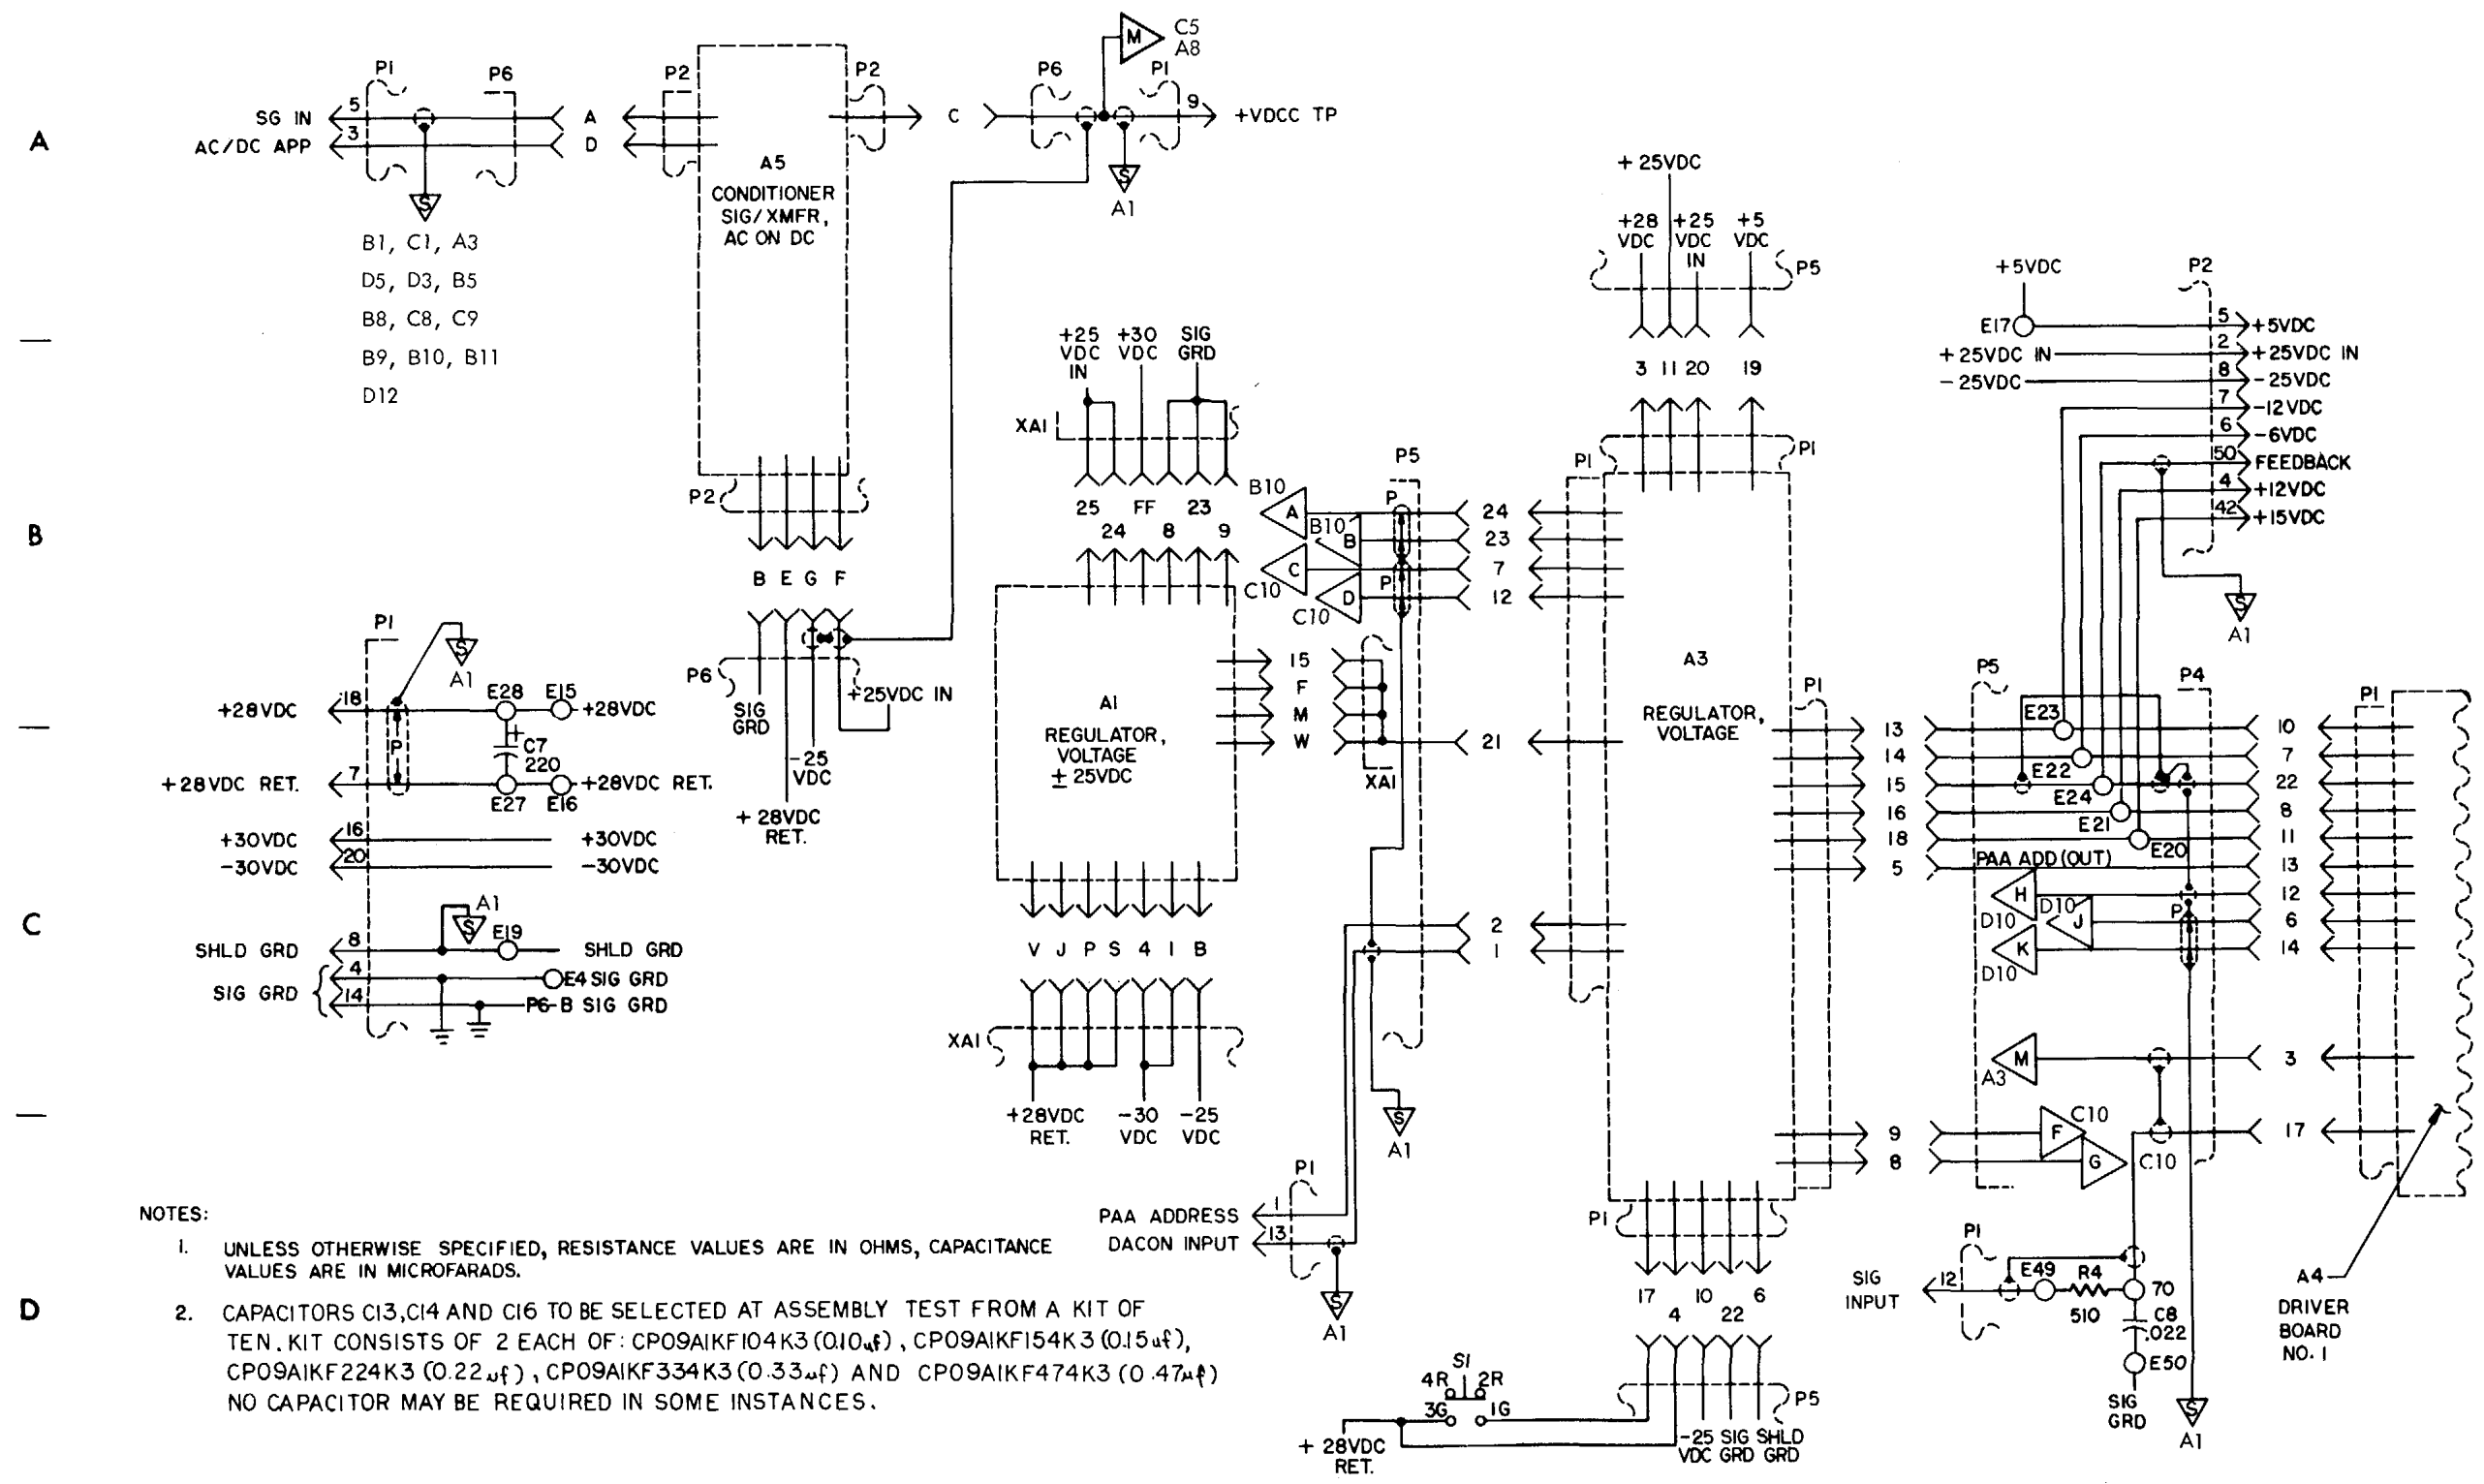 A
B
C
D
P1
P6
P2
P2
P6
P1
M
C5
A8
SG IN
5
A
C
9
+VDCC TP
AC/DC APP
3
D
S
S
A1
A5
CONDITIONER
SIG/XMFR,
AC ON DC
B1, C1, A3
D5, D3, B5
B8, C8, C9
B9, B10, B11
D12
P2
B E G F
P6
SIG
GRD
-25
VDC
+25VDC IN
+28VDC
RET.
P1
S
A1
+28VDC
18
E28
E15
+28VDC
P
+
C7
220
+28VDC RET.
7
E27
E16
+28VDC RET.
+30VDC
16
+30VDC
-30VDC
20
-30VDC
A1
S
SHLD GRD
8
E19
SHLD GRD
SIG GRD
4
E4 SIG GRD
14
P6-B SIG GRD
+25
VDC
IN
+30
VDC
SIG
GRD
XA1
25 FF 23
24 8 9
A1
REGULATOR,
VOLTAGE
± 25VDC
15
F
M
W
XA1
21
V J P S 4 1 B
XA1
+28VDC
RET.
-30
VDC
-25
VDC
P5
B10
A
P
24
B10
B
23
C
P
7
C10
D
12
C10
2
1
S
A1
P1
PAA ADDRESS
1
DACON INPUT
13
S
A1
+25VDC
+28
VDC
+25
VDC
IN
+5
VDC
P5
3 11 20 19
P1
P1
A3
REGULATOR,
VOLTAGE
P1
13
14
15
16
18
5
9
8
P1
17 10 6
4 22
P5
-25
VDC
SIG
GRD
SHLD
GRD
S1
4R 2R
3G 1G
+28VDC
RET.
+5VDC
P2
E17
5
+5VDC
+25VDC IN
2
+25VDC IN
-25VDC
8
-25VDC
7
-12VDC
6
-6VDC
50
FEEDBACK
4
+12VDC
42
+15VDC
S
A1
P5
P4
P1
E23
10
E22
7
E24
22
E21
8
E20
11
PAA ADD(OUT)
13
H
12
D10
D10
J
P
6
K
14
D10
M
3
A3
C10
F
17
G
C10
P1
SIG
INPUT
12
E49
R4
510
70
C8
.022
E50
SIG
GRD
S
A1
A4
DRIVER
BOARD
NO. 1
NOTES:
1. UNLESS OTHERWISE SPECIFIED, RESISTANCE VALUES ARE IN OHMS, CAPACITANCE
VALUES ARE IN MICROFARADS.
2. CAPACITORS C13,C14 AND C16 TO BE SELECTED AT ASSEMBLY TEST FROM A KIT OF
TEN. KIT CONSISTS OF 2 EACH OF: CP09A1KF104K3 (0.10uf), CP09A1KF154K3 (0.15uf),
CP09A1KF224K3 (0.22uf), CP09A1KF334K3 (0.33uf) AND CP09A1KF474K3 (0.47uf)
NO CAPACITOR MAY BE REQUIRED IN SOME INSTANCES.